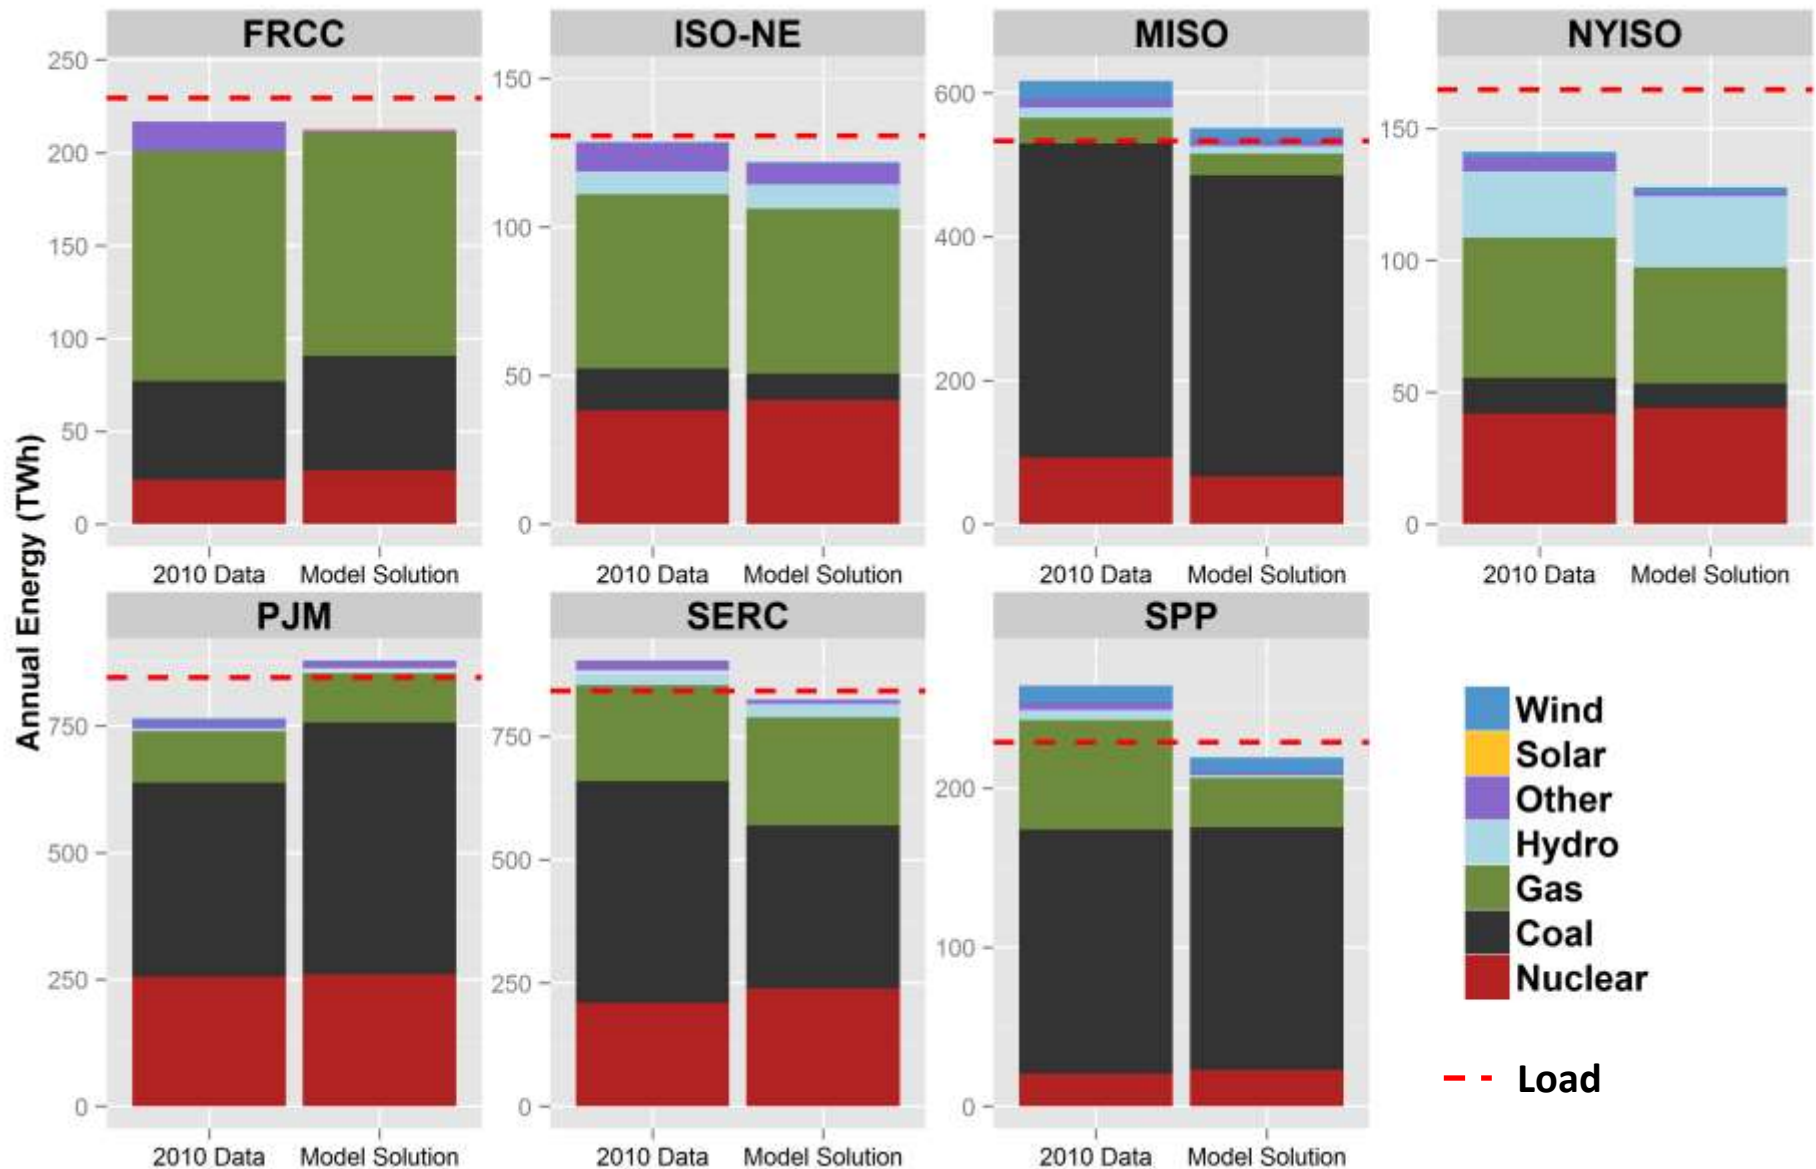 Annual Energy (TWh)
FRCC
250
200
150
100
50
0
2010 Data Model Solution
ISO-NE
150
100
50
0
2010 Data Model Solution
MISO
600
400
200
0
2010 Data Model Solution
NYISO
150
100
50
0
2010 Data Model Solution
PJM
750
500
250
0
2010 Data Model Solution
SERC
750
500
250
0
2010 Data Model Solution
SPP
200
100
0
2010 Data Model Solution
Wind
Solar
Other
Hydro
Gas
Coal
Nuclear
Load